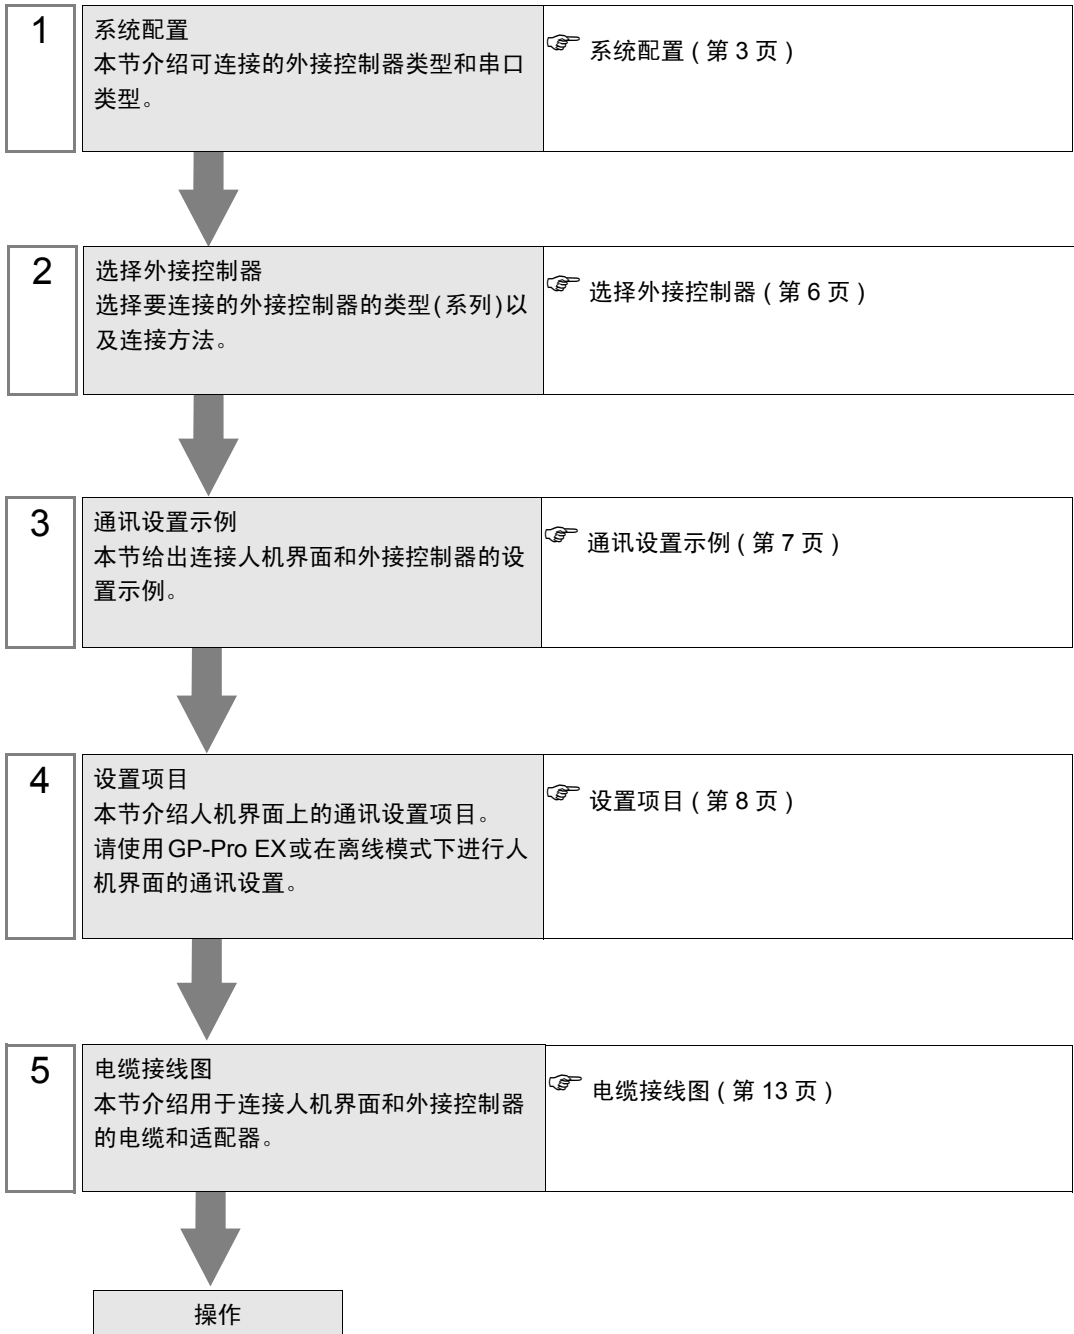 1
系统配置
本节介绍可连接的外接控制器类型和串口
类型。
☞ 系统配置 ( 第 3 页 )
2
选择外接控制器
选择要连接的外接控制器的类型(系列)以
及连接方法。
☞ 选择外接控制器 ( 第 6 页 )
3
通讯设置示例
本节给出连接人机界面和外接控制器的设
置示例。
☞ 通讯设置示例 ( 第 7 页 )
4
设置项目
本节介绍人机界面上的通讯设置项目。
请使用GP-Pro EX或在离线模式下进行人
机界面的通讯设置。
☞ 设置项目 ( 第 8 页 )
5
电缆接线图
本节介绍用于连接人机界面和外接控制器
的电缆和适配器。
☞ 电缆接线图 ( 第 13 页 )
操作